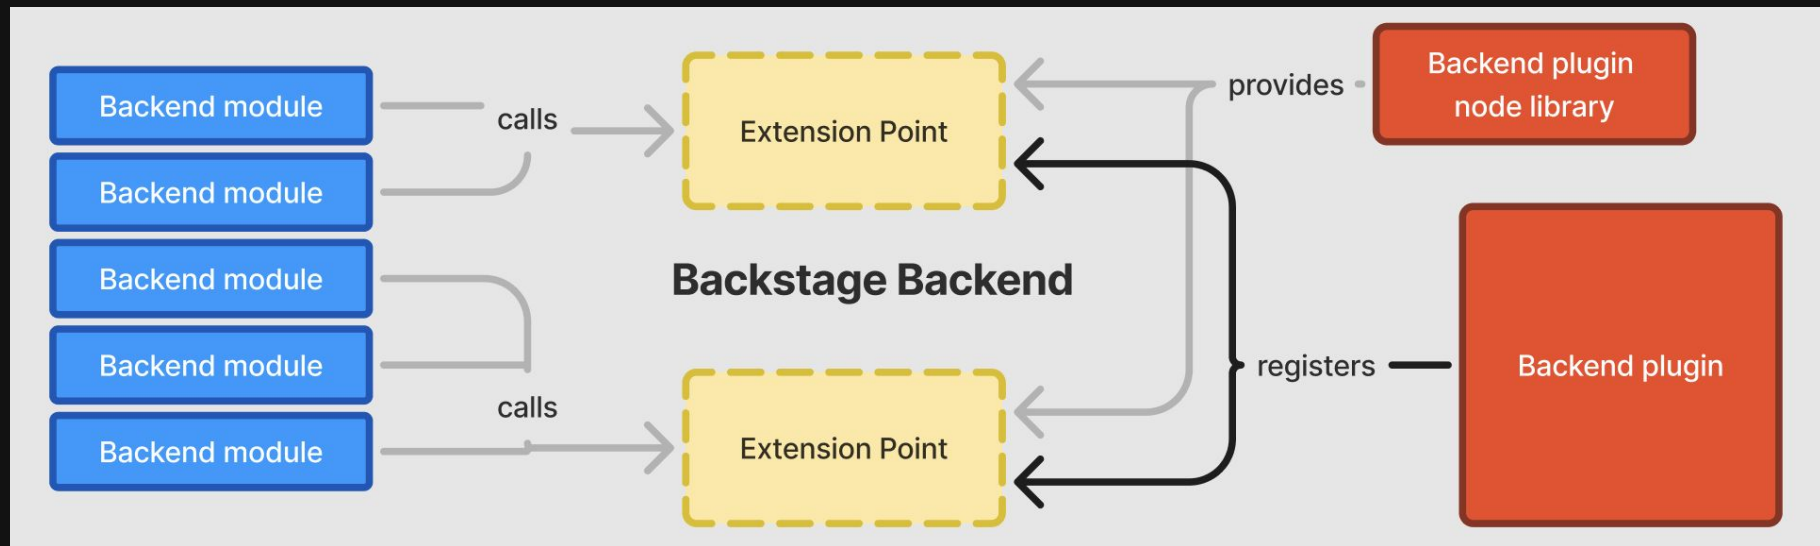 Backend module
Backend module
Backend module
Backend module
Backend module
calls
calls
Extension Point
Backstage Backend
Extension Point
provides
registers
Backend plugin
node library
Backend plugin